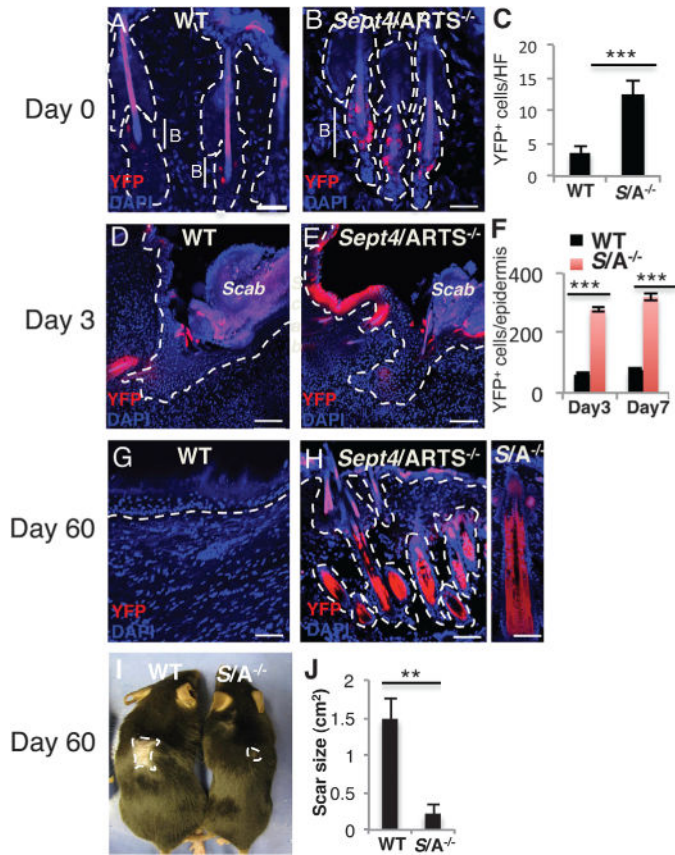 A WT
B Sept4/ARTS-/-
C
YFP+ cells/HF
20
15
10
5
0
***
WT S/A-/-
Day 0
B
B
B
YFP
DAPI
YFP
DAPI
D WT
Scab
E Sept4/ARTS-/-
Scab
F
WT
S/A-/-
YFP+ cells/epidermis
400
200
0
*** ***
Day3 Day7
Day 3
YFP
DAPI
YFP
DAPI
G WT
H Sept4/ARTS-/-
S/A-/-
Day 60
YFP
DAPI
YFP
DAPI
I WT S/A-/-
J
Scar size (cm²)
2
1.5
1
0.5
0
**
WT S/A-/-
Day 60